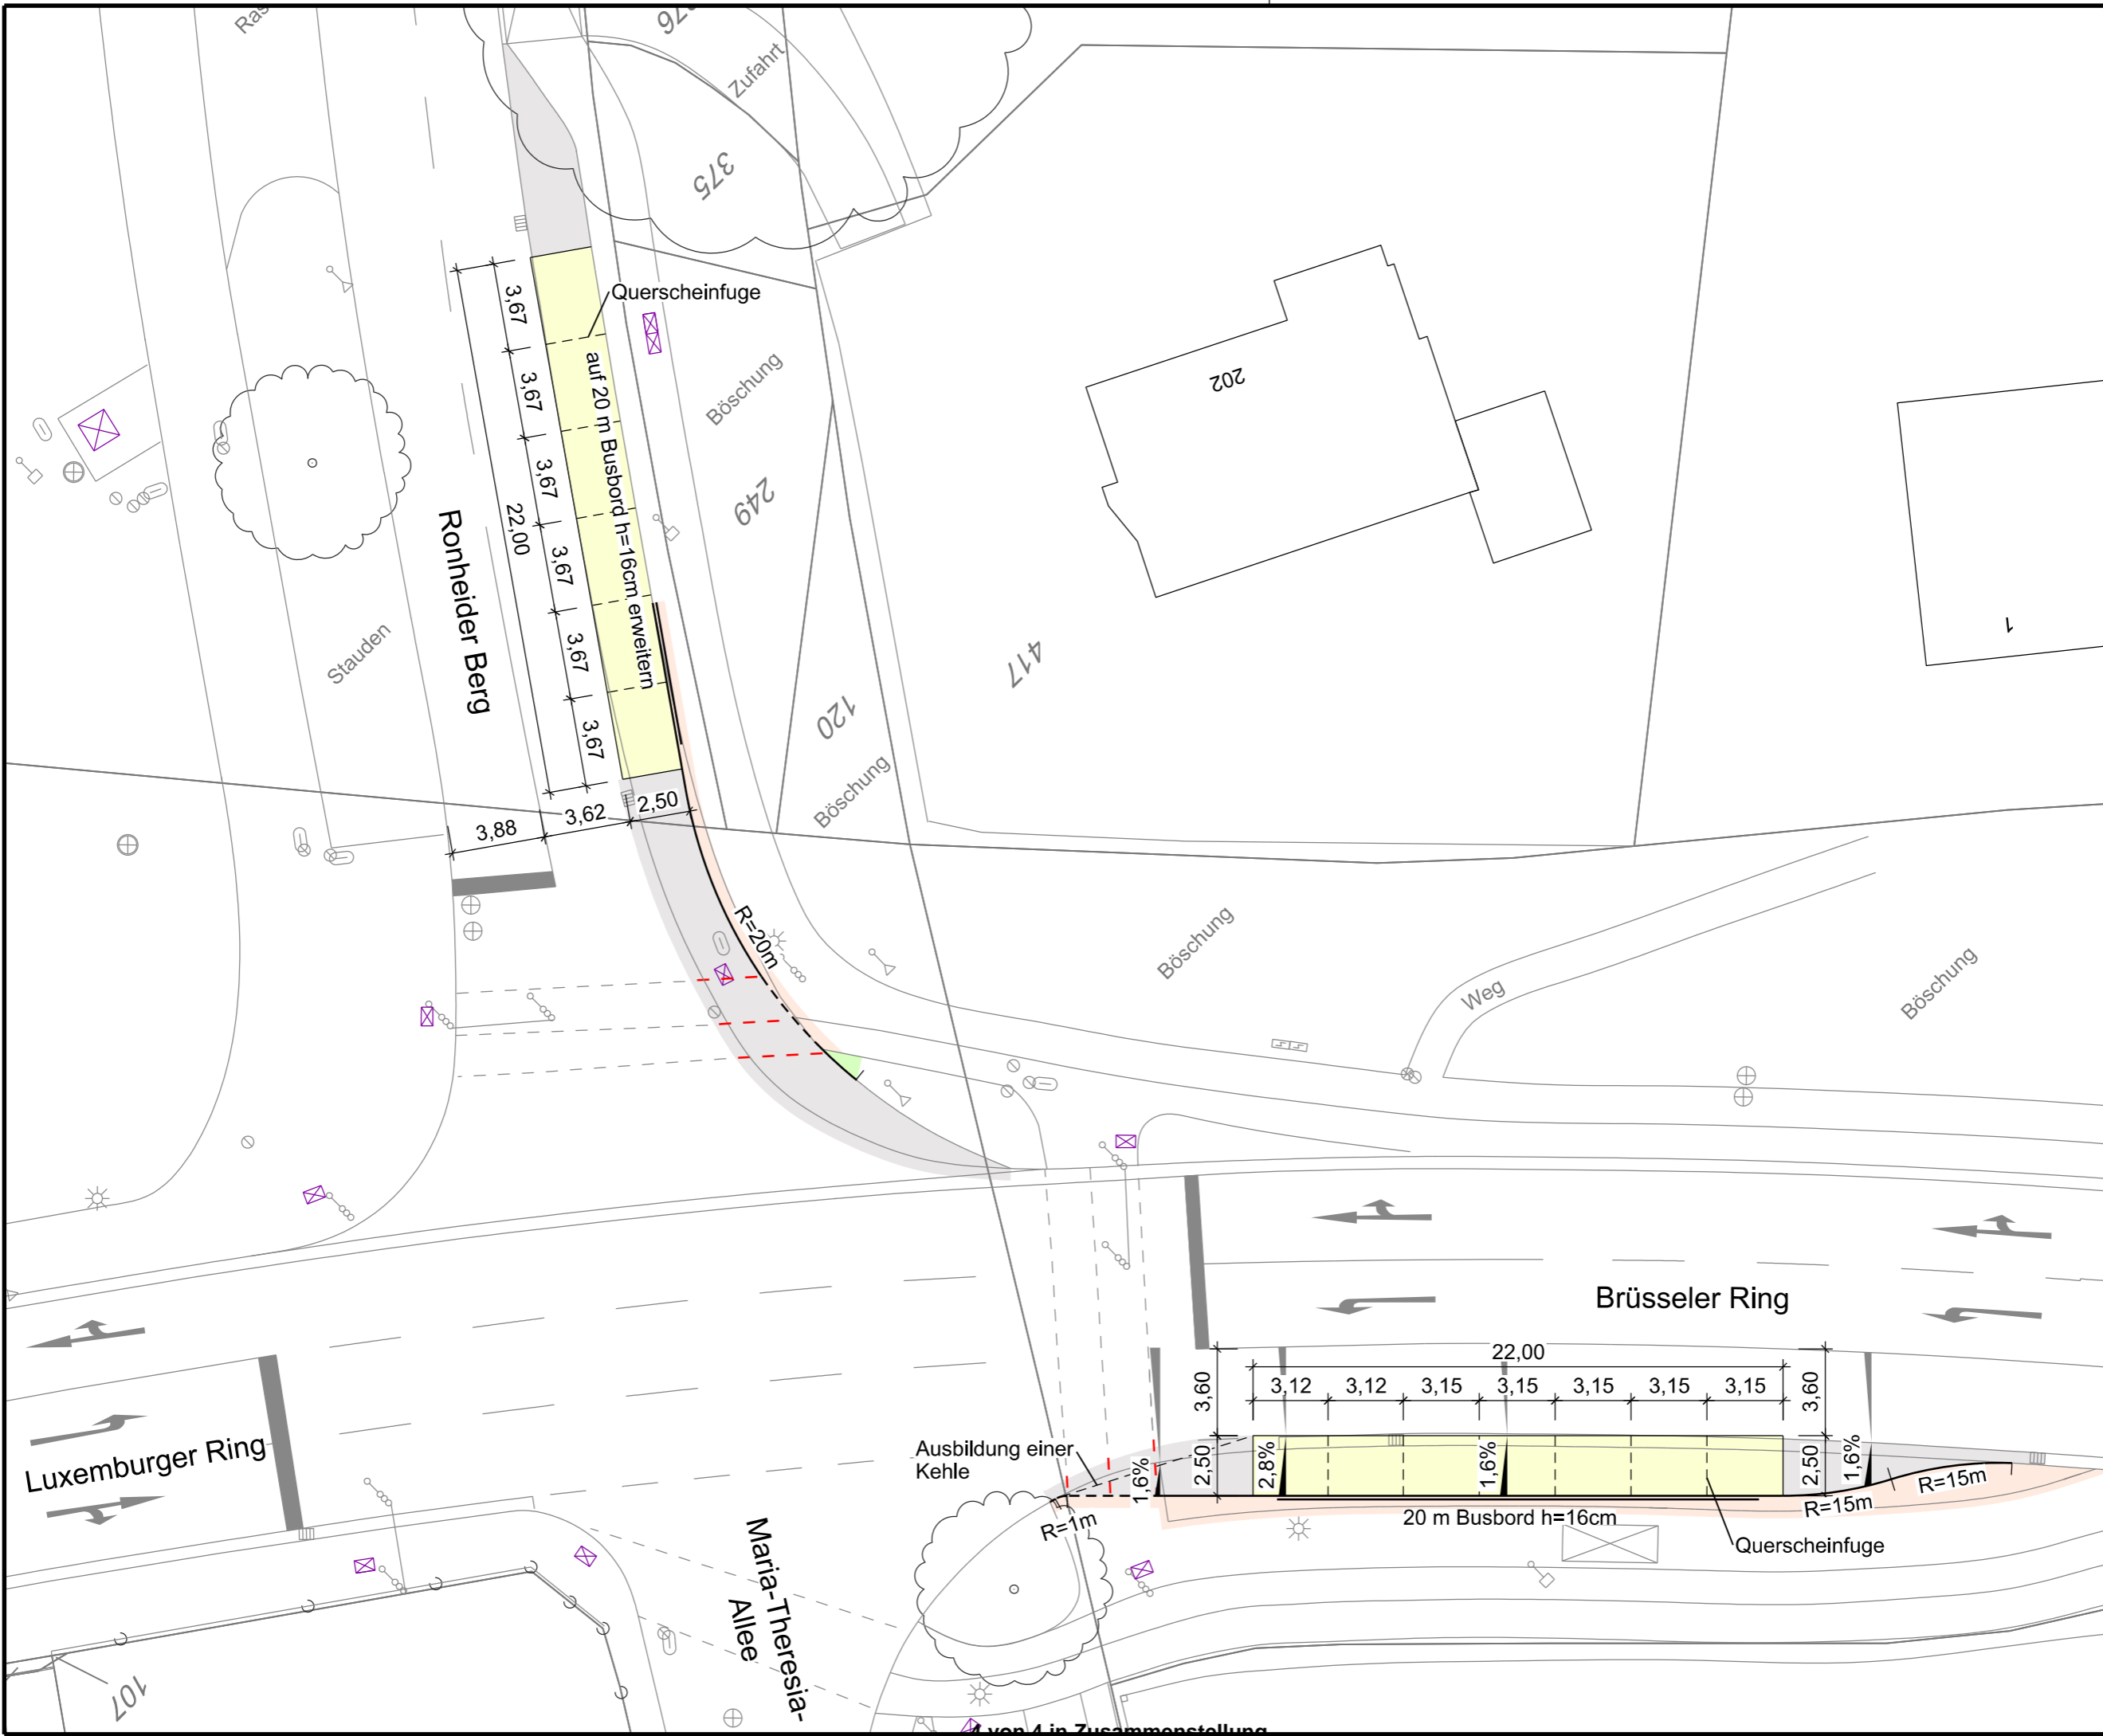 Zufahrt
375
Querscheinfuge
3,67
3,67
3,67
3,67
3,67
3,67
22,00
auf 20 m Busbord h=16cm erweitern
Böschung
249
202
1
Ronheider Berg
Stauden
417
120
Böschung
3,88
3,62
2,50
R=20m
Böschung
Weg
Böschung
Brüsseler Ring
22,00
3,60
3,12
3,12
3,15
3,15
3,15
3,15
3,15
3,60
Luxemburger Ring
Ausbildung einer
Kehle
1,6%
2,50
2,8%
1,6%
2,50
1,6%
R=15m
R=15m
R=1m
20 m Busbord h=16cm
Querscheinfuge
Maria-Theresia-
Allee
107
von 4 in Zusammenstellung